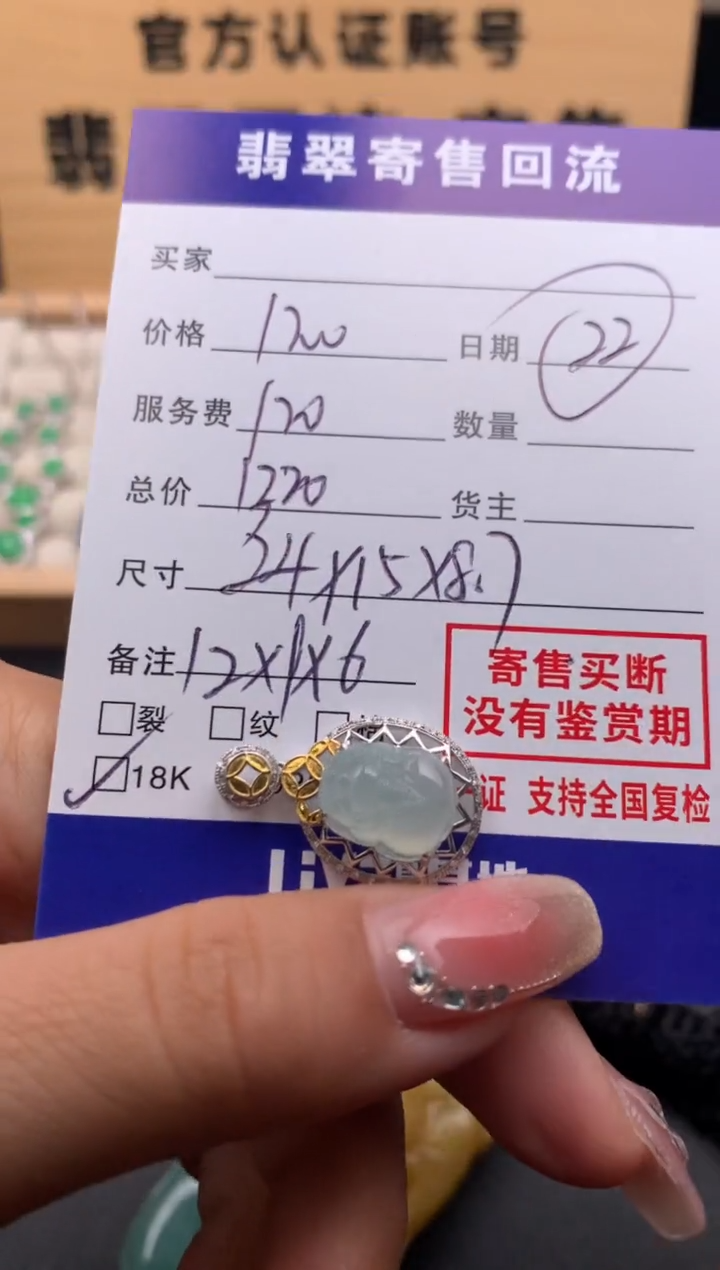 官方认证账号
翡翠寄售回流
买家
价格 1200 日期 22
服务费 120 数量
总价 1320 货主
尺寸 24X15X8.7
备注
裂 纹
18K
寄售买断
没有鉴赏期
证 支持全国复检